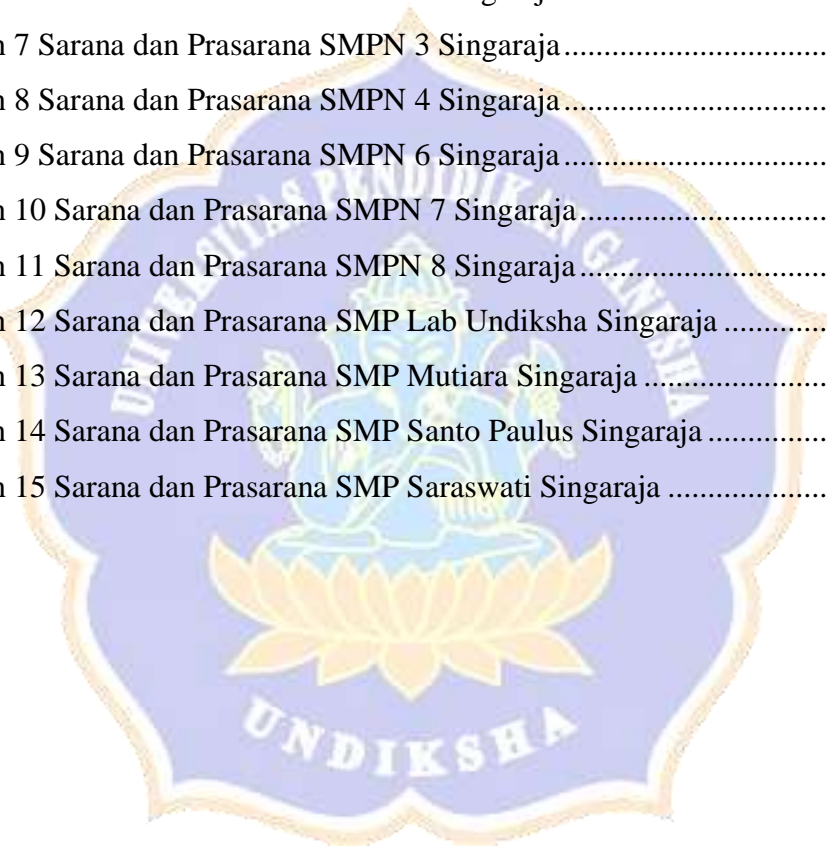 n 7 Sarana dan Prasarana SMPN 3 Singaraja...................................
n 8 Sarana dan Prasarana SMPN 4 Singaraja...................................
n 9 Sarana dan Prasarana SMPN 6 Singaraja...................................
n 10 Sarana dan Prasarana SMPN 7 Singaraja.................................
n 11 Sarana dan Prasarana SMPN 8 Singaraja.................................
n 12 Sarana dan Prasarana SMP Lab Undiksha Singaraja ..............
n 13 Sarana dan Prasarana SMP Mutiara Singaraja ........................
n 14 Sarana dan Prasarana SMP Santo Paulus Singaraja ................
n 15 Sarana dan Prasarana SMP Saraswati Singaraja .....................
UNIVERSITAS PENDIDIKAN GANESHA
UNDIKSHA